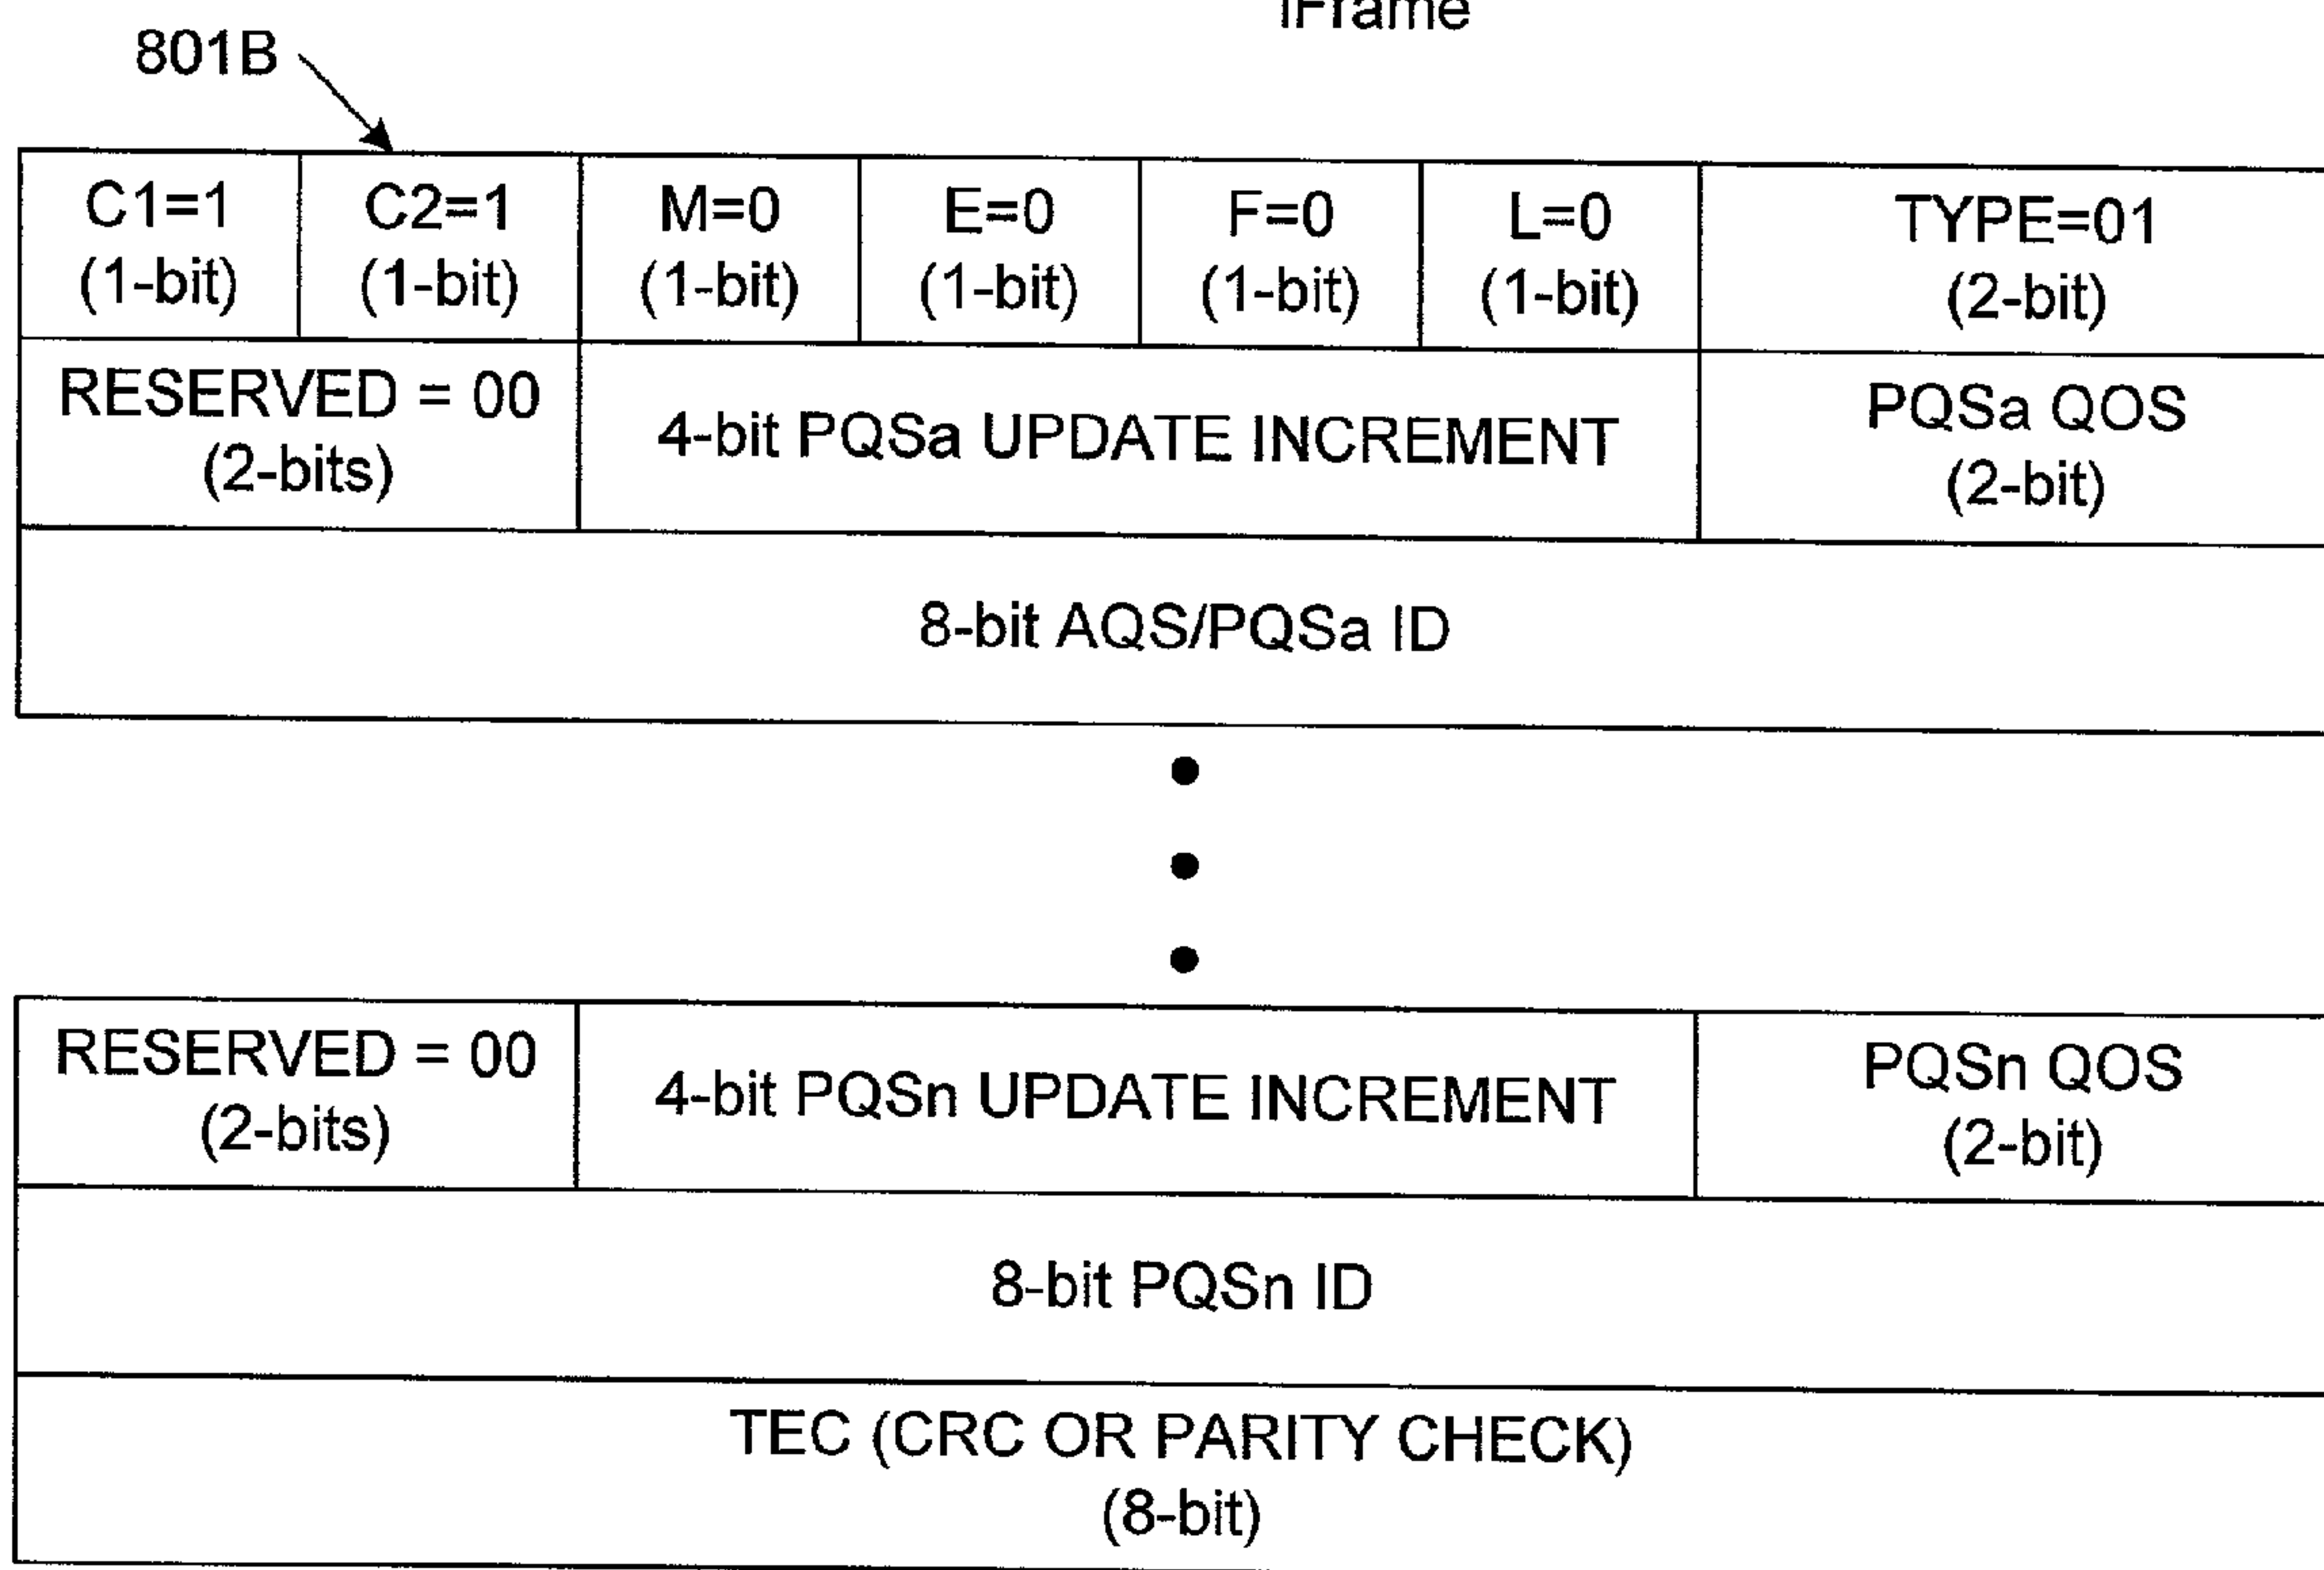 iFrame
801B
C1=1 C2=1 M=0 E=0 F=0 L=0 TYPE=01
(1-bit) (1-bit) (1-bit) (1-bit) (1-bit) (1-bit) (2-bit)
RESERVED = 00
(2-bits)
4-bit PQSa UPDATE INCREMENT
PQSa QOS
(2-bit)
8-bit AQS/PQSa ID
RESERVED = 00
(2-bits)
4-bit PQSn UPDATE INCREMENT
PQSn QOS
(2-bit)
8-bit PQSn ID
TEC (CRC OR PARITY CHECK)
(8-bit)